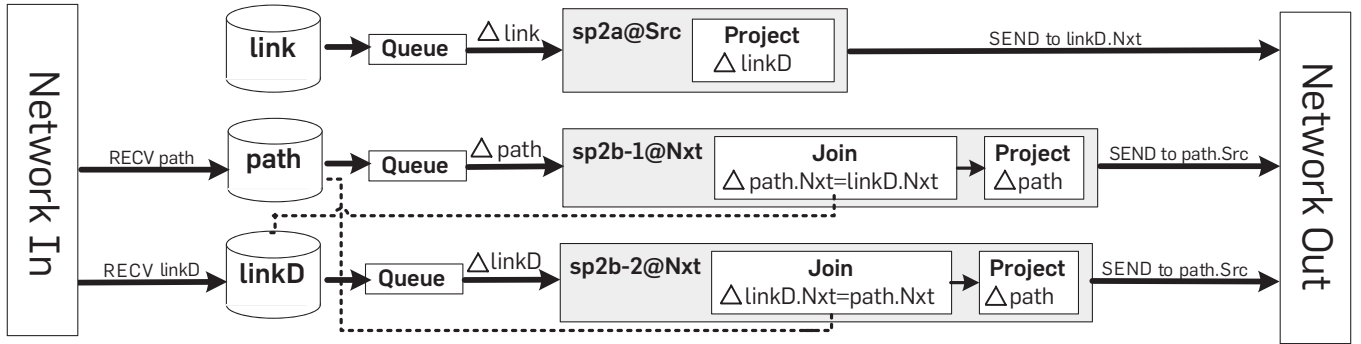 Network In
link
Queue
△ link
sp2a@Src
Project
△ linkD
SEND to linkD.Nxt
RECV path
path
Queue
△ path
sp2b-1@Nxt
Join
△ path.Nxt=linkD.Nxt
Project
△path
SEND to path.Src
RECV linkD
linkD
Queue
△linkD
sp2b-2@Nxt
Join
△linkD.Nxt=path.Nxt
Project
△path
SEND to path.Src
Network Out